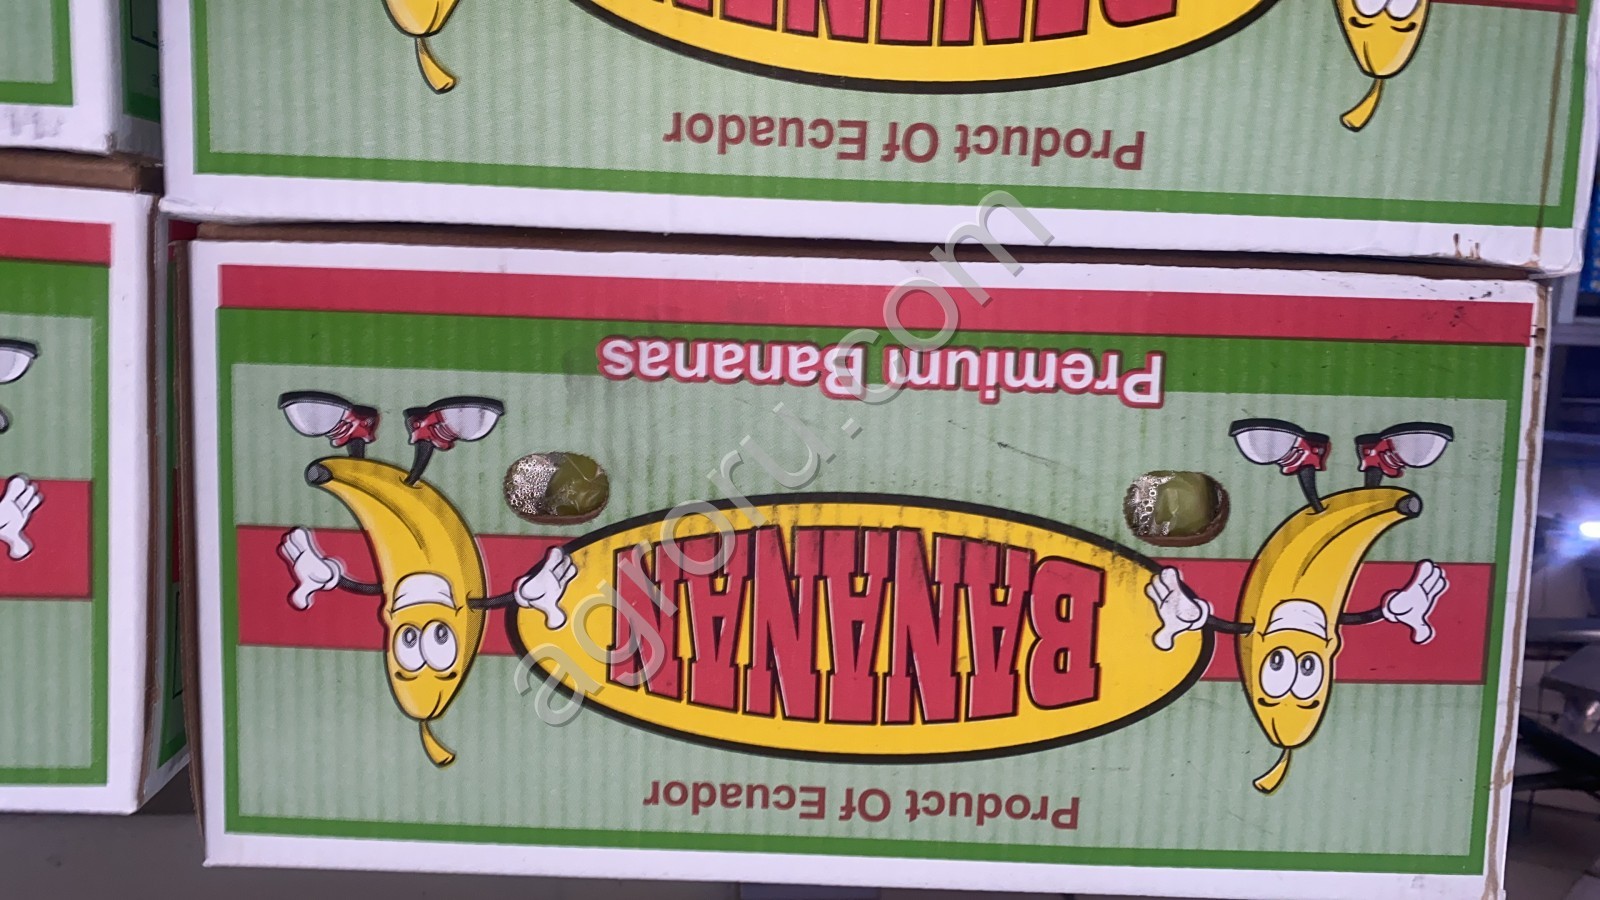 Product Of Ecuador
BANANAN
Premium Bananas
Product Of Ecuador
agroru.com